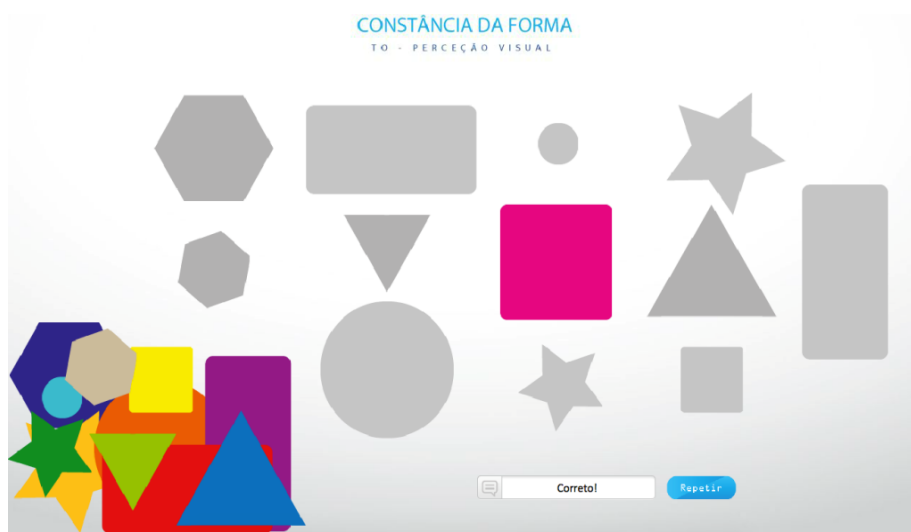 CONSTÂNCIA DA FORMA
TO - PERCEÇÃO VISUAL
Correto!
Repetir